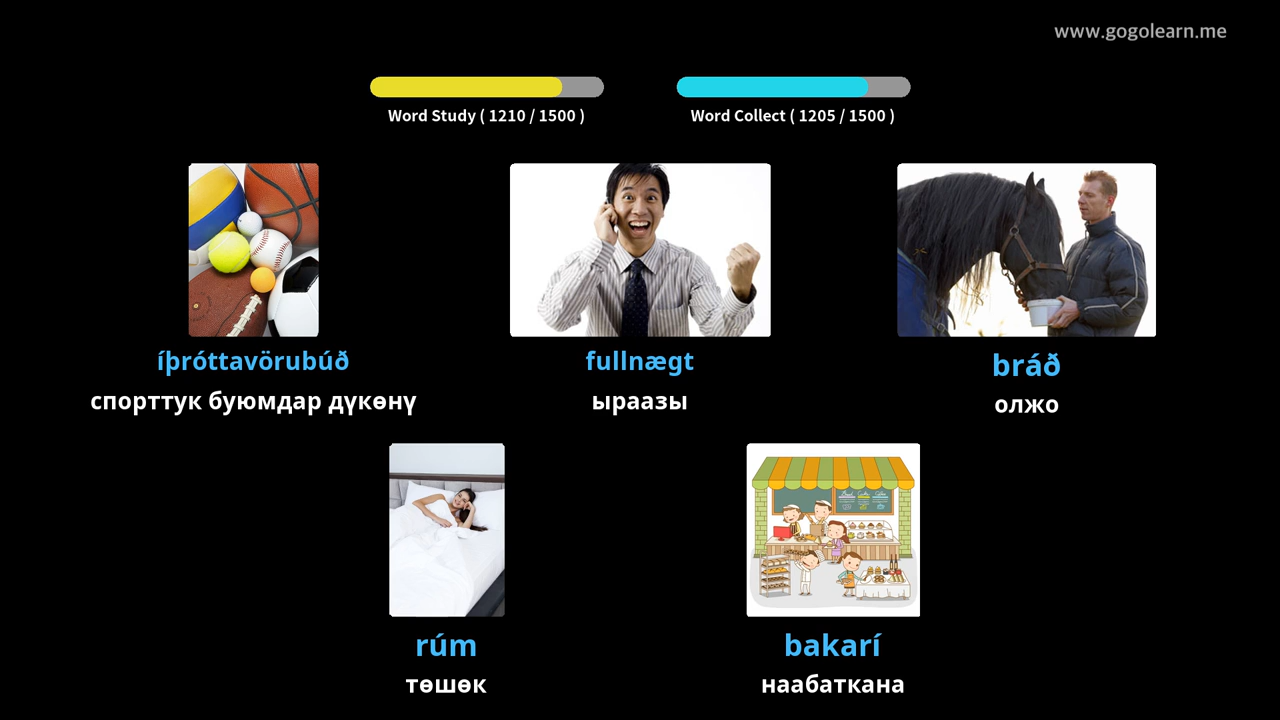 www.gogolearn.me
Word Study ( 1210 / 1500 )
Word Collect ( 1205 / 1500 )
íþróttavörubúð
спорттук буюмдар дүкөнү
fullnægt
ыраазы
bráð
олжо
rúm
төшөк
bakarí
наабаткана